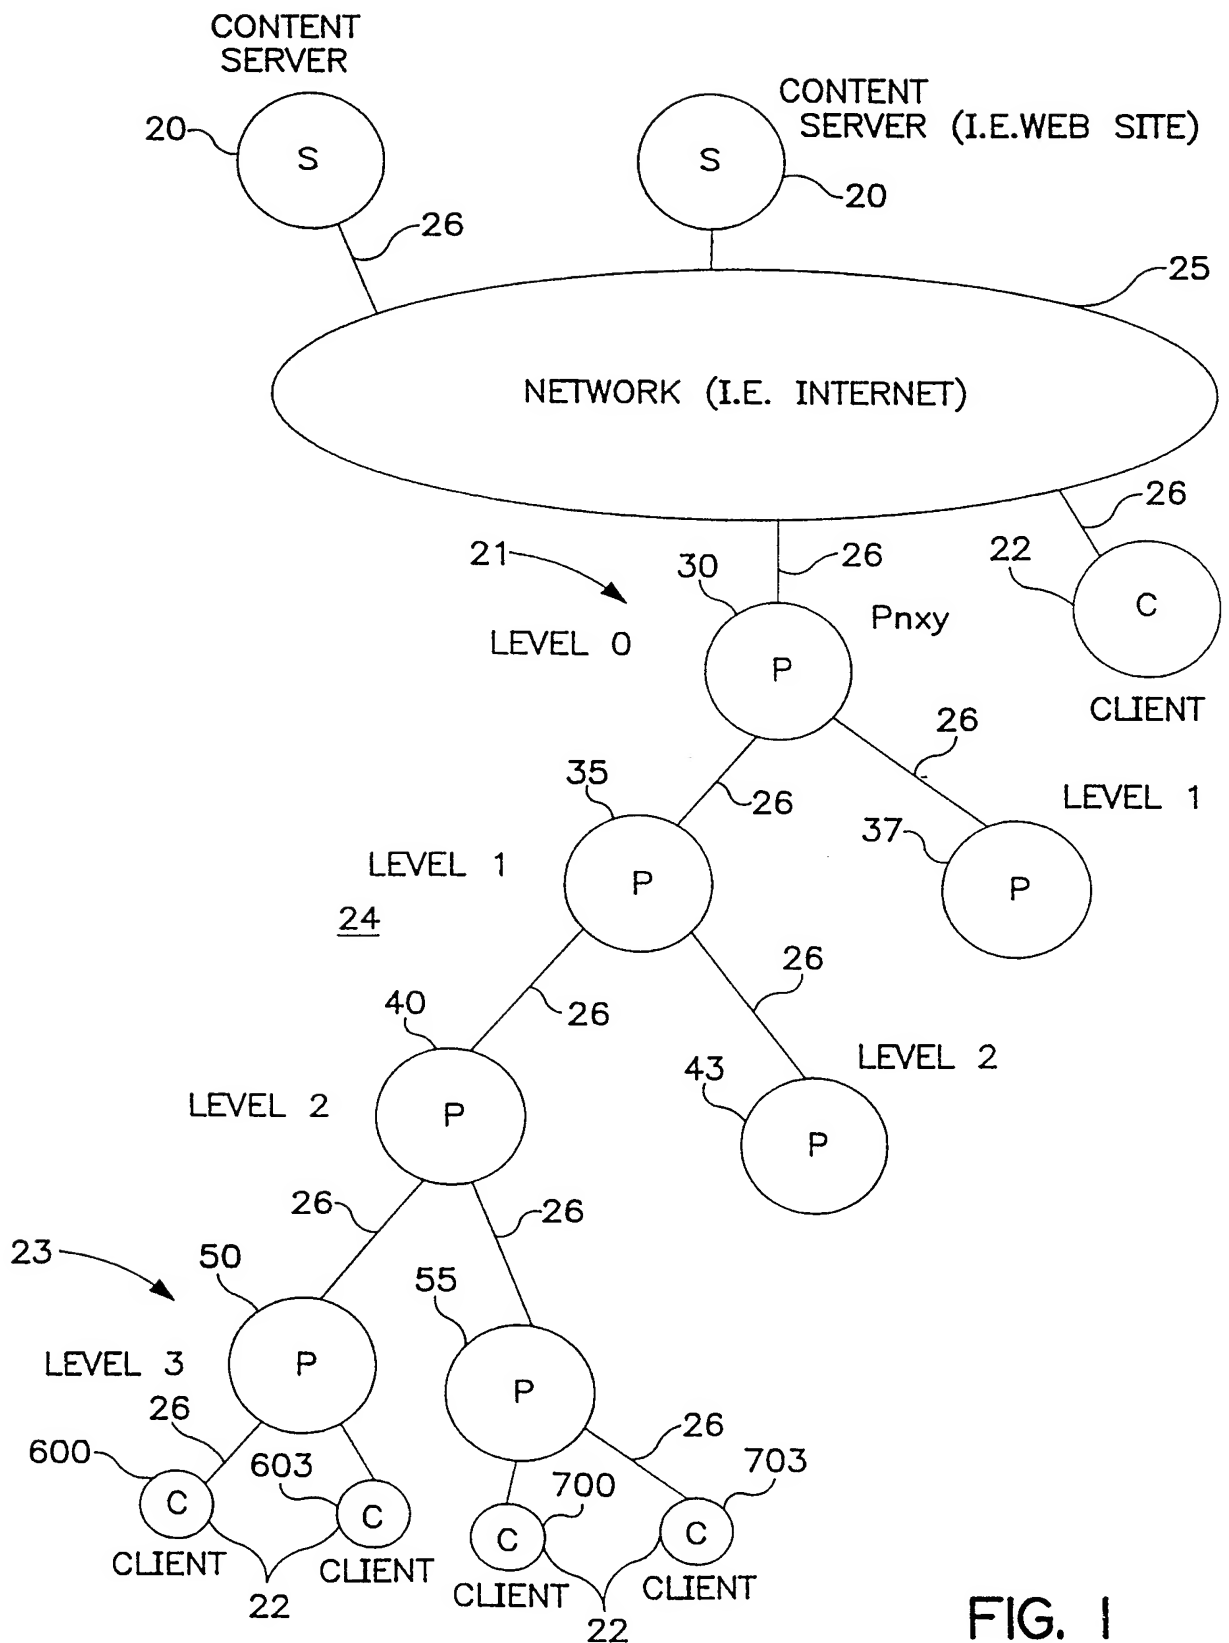 CONTENT
SERVER
20
S
26
CONTENT
SERVER (I.E.WEB SITE)
S
20
25
NETWORK (I.E. INTERNET)
26
22
C
CLIENT
21
30
26
Pnxy
LEVEL 0
P
26
35
26
LEVEL 1
37
LEVEL 1
P
P
24
26
40
26
LEVEL 2
43
LEVEL 2
P
P
26
26
23
50
55
LEVEL 3
P
P
26
26
600
603
700
703
C
C
C
C
CLIENT
CLIENT
CLIENT
CLIENT
22
22
FIG. 1